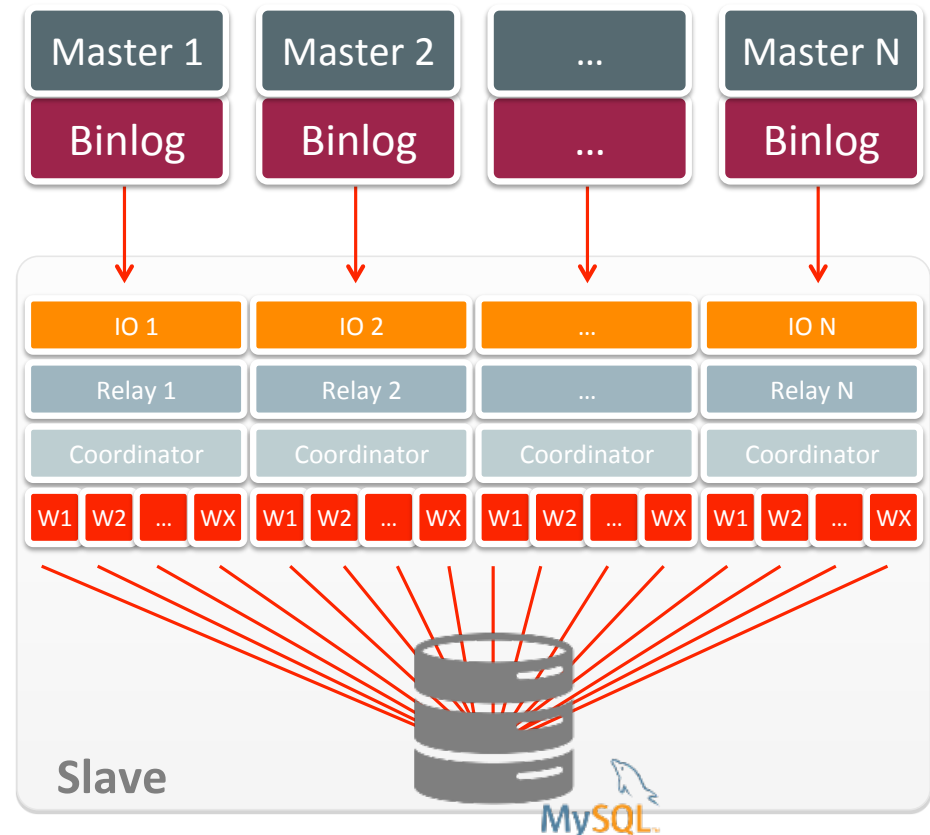 Master 1 Master 2 ... Master N
Binlog Binlog ... Binlog
IO 1 IO 2 ... IO N
Relay 1 Relay 2 ... Relay N
Coordinator Coordinator Coordinator Coordinator
W1 W2 ... WX W1 W2 ... WX W1 W2 ... WX W1 W2 ... WX
Slave
MySQL™